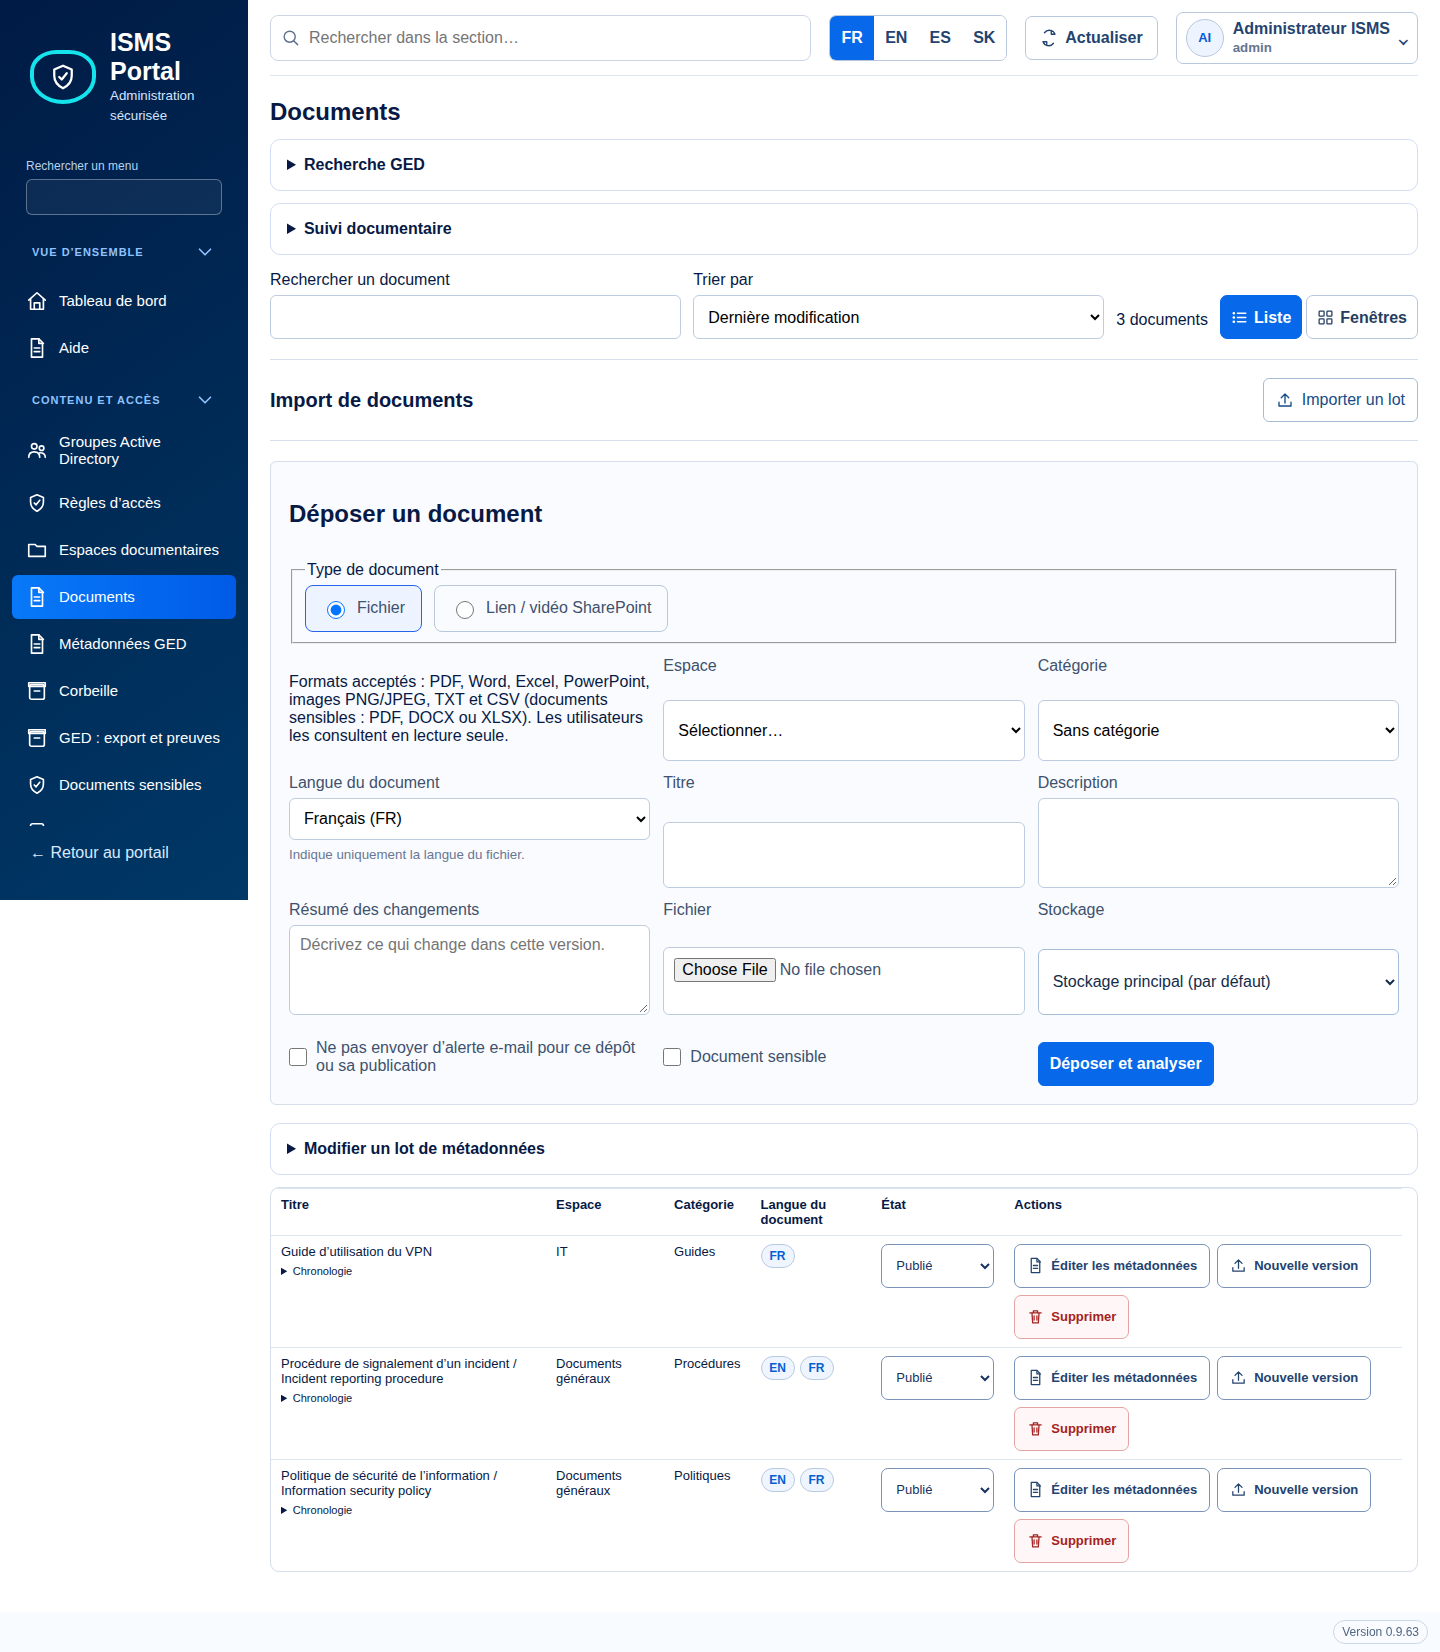 ISMS
Portal
Administration
sécurisée
Rechercher un menu
VUE D’ENSEMBLE
Tableau de bord
Aide
CONTENU ET ACCÈS
Groupes Active
Directory
Règles d’accès
Espaces documentaires
Documents
Métadonnées GED
Corbeille
GED : export et preuves
Documents sensibles
← Retour au portail
Rechercher dans la section…
FR EN ES SK
Actualiser
AI
Administrateur ISMS
admin
Documents
Recherche GED
Suivi documentaire
Rechercher un document
Trier par
Dernière modification
3 documents
Liste
Fenêtres
Import de documents
Importer un lot
Déposer un document
Type de document
Fichier
Lien / vidéo SharePoint
Formats acceptés : PDF, Word, Excel, PowerPoint,
images PNG/JPEG, TXT et CSV (documents
sensibles : PDF, DOCX ou XLSX). Les utilisateurs
les consultent en lecture seule.
Espace
Sélectionner…
Catégorie
Sans catégorie
Langue du document
Français (FR)
Indique uniquement la langue du fichier.
Titre
Description
Résumé des changements
Décrivez ce qui change dans cette version.
Fichier
Choose File No file chosen
Stockage
Stockage principal (par défaut)
Ne pas envoyer d’alerte e-mail pour ce dépôt
ou sa publication
Document sensible
Déposer et analyser
Modifier un lot de métadonnées
Titre Espace Catégorie Langue du document État Actions
Guide d’utilisation du VPN
Chronologie
IT
Guides
FR
Publié
Éditer les métadonnées
Nouvelle version
Supprimer
Procédure de signalement d’un incident /
Incident reporting procedure
Chronologie
Documents
généraux
Procédures
EN FR
Publié
Éditer les métadonnées
Nouvelle version
Supprimer
Politique de sécurité de l’information /
Information security policy
Chronologie
Documents
généraux
Politiques
EN FR
Publié
Éditer les métadonnées
Nouvelle version
Supprimer
Version 0.9.63